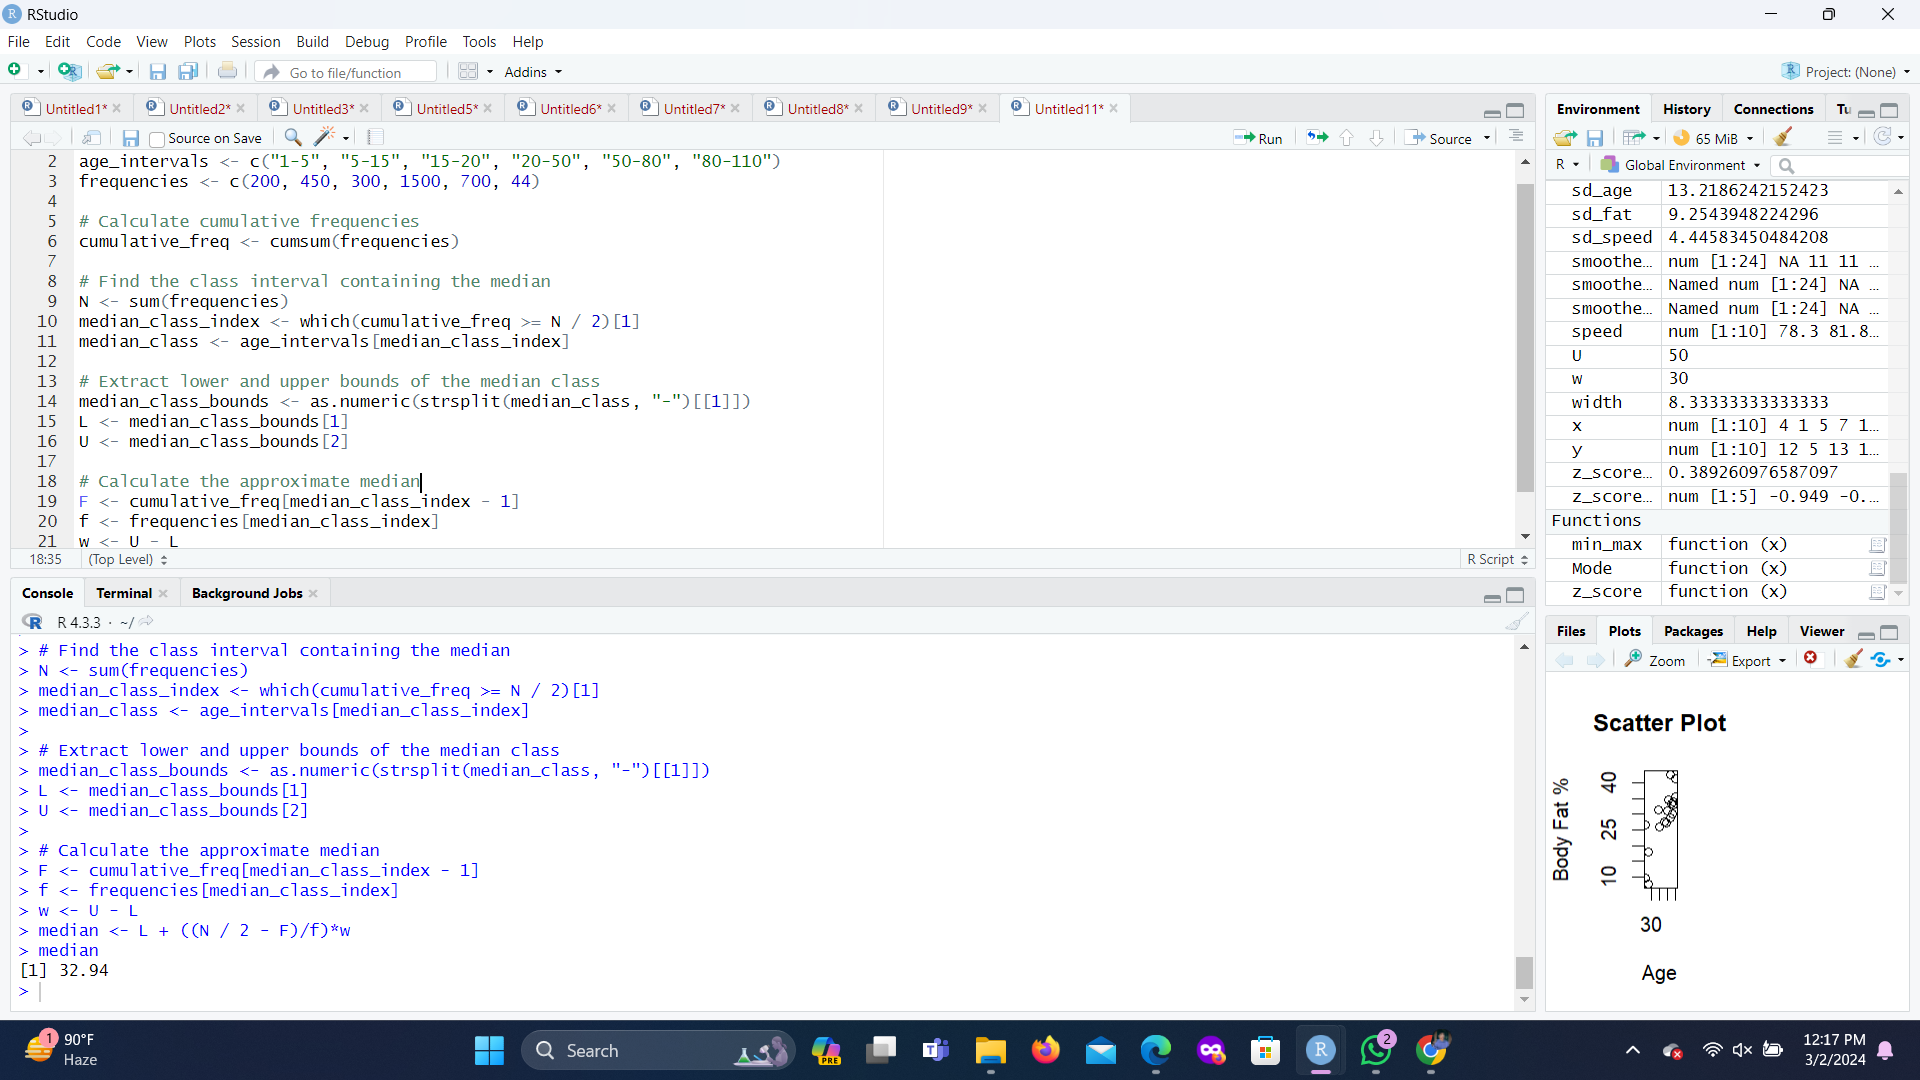 RStudio
File Edit Code View Plots Session Build Debug Profile Tools Help
Go to file/function Addins Project: (None)
Untitled1* Untitled2* Untitled3* Untitled5* Untitled6* Untitled7* Untitled8* Untitled9* Untitled11*
Source on Save Run Source
2 age_intervals <- c("1-5", "5-15", "15-20", "20-50", "50-80", "80-110")
3 frequencies <- c(200, 450, 300, 1500, 700, 44)
4
5 # Calculate cumulative frequencies
6 cumulative_freq <- cumsum(frequencies)
7
8 # Find the class interval containing the median
9 N <- sum(frequencies)
10 median_class_index <- which(cumulative_freq >= N / 2)[1]
11 median_class <- age_intervals[median_class_index]
12
13 # Extract lower and upper bounds of the median class
14 median_class_bounds <- as.numeric(strsplit(median_class, "-")[[1]])
15 L <- median_class_bounds[1]
16 U <- median_class_bounds[2]
17
18 # Calculate the approximate median
19 F <- cumulative_freq[median_class_index - 1]
20 f <- frequencies[median_class_index]
21 w <- U - L
18:35 (Top Level) R Script
Console Terminal Background Jobs
R 4.3.3 · ~/
> # Find the class interval containing the median
> N <- sum(frequencies)
> median_class_index <- which(cumulative_freq >= N / 2)[1]
> median_class <- age_intervals[median_class_index]
>
> # Extract lower and upper bounds of the median class
> median_class_bounds <- as.numeric(strsplit(median_class, "-")[[1]])
> L <- median_class_bounds[1]
> U <- median_class_bounds[2]
>
> # Calculate the approximate median
> F <- cumulative_freq[median_class_index - 1]
> f <- frequencies[median_class_index]
> w <- U - L
> median <- L + ((N / 2 - F)/f)*w
> median
[1] 32.94
>
Environment History Connections Tu
65 MiB
R Global Environment
sd_age 13.2186242152423
sd_fat 9.2543948224296
sd_speed 4.44583450484208
smoothe… num [1:24] NA 11 11 …
smoothe… Named num [1:24] NA …
smoothe… Named num [1:24] NA …
speed num [1:10] 78.3 81.8…
U 50
w 30
width 8.33333333333333
x num [1:10] 4 1 5 7 1…
y num [1:10] 12 5 13 1…
z_score… 0.389260976587097
z_score… num [1:5] -0.949 -0.…
Functions
min_max function (x)
Mode function (x)
z_score function (x)
Files Plots Packages Help Viewer
Zoom Export
Scatter Plot
Body Fat %
40
25
10
30
Age
1
90°F
Haze
Search
PRE
2
12:17 PM
3/2/2024